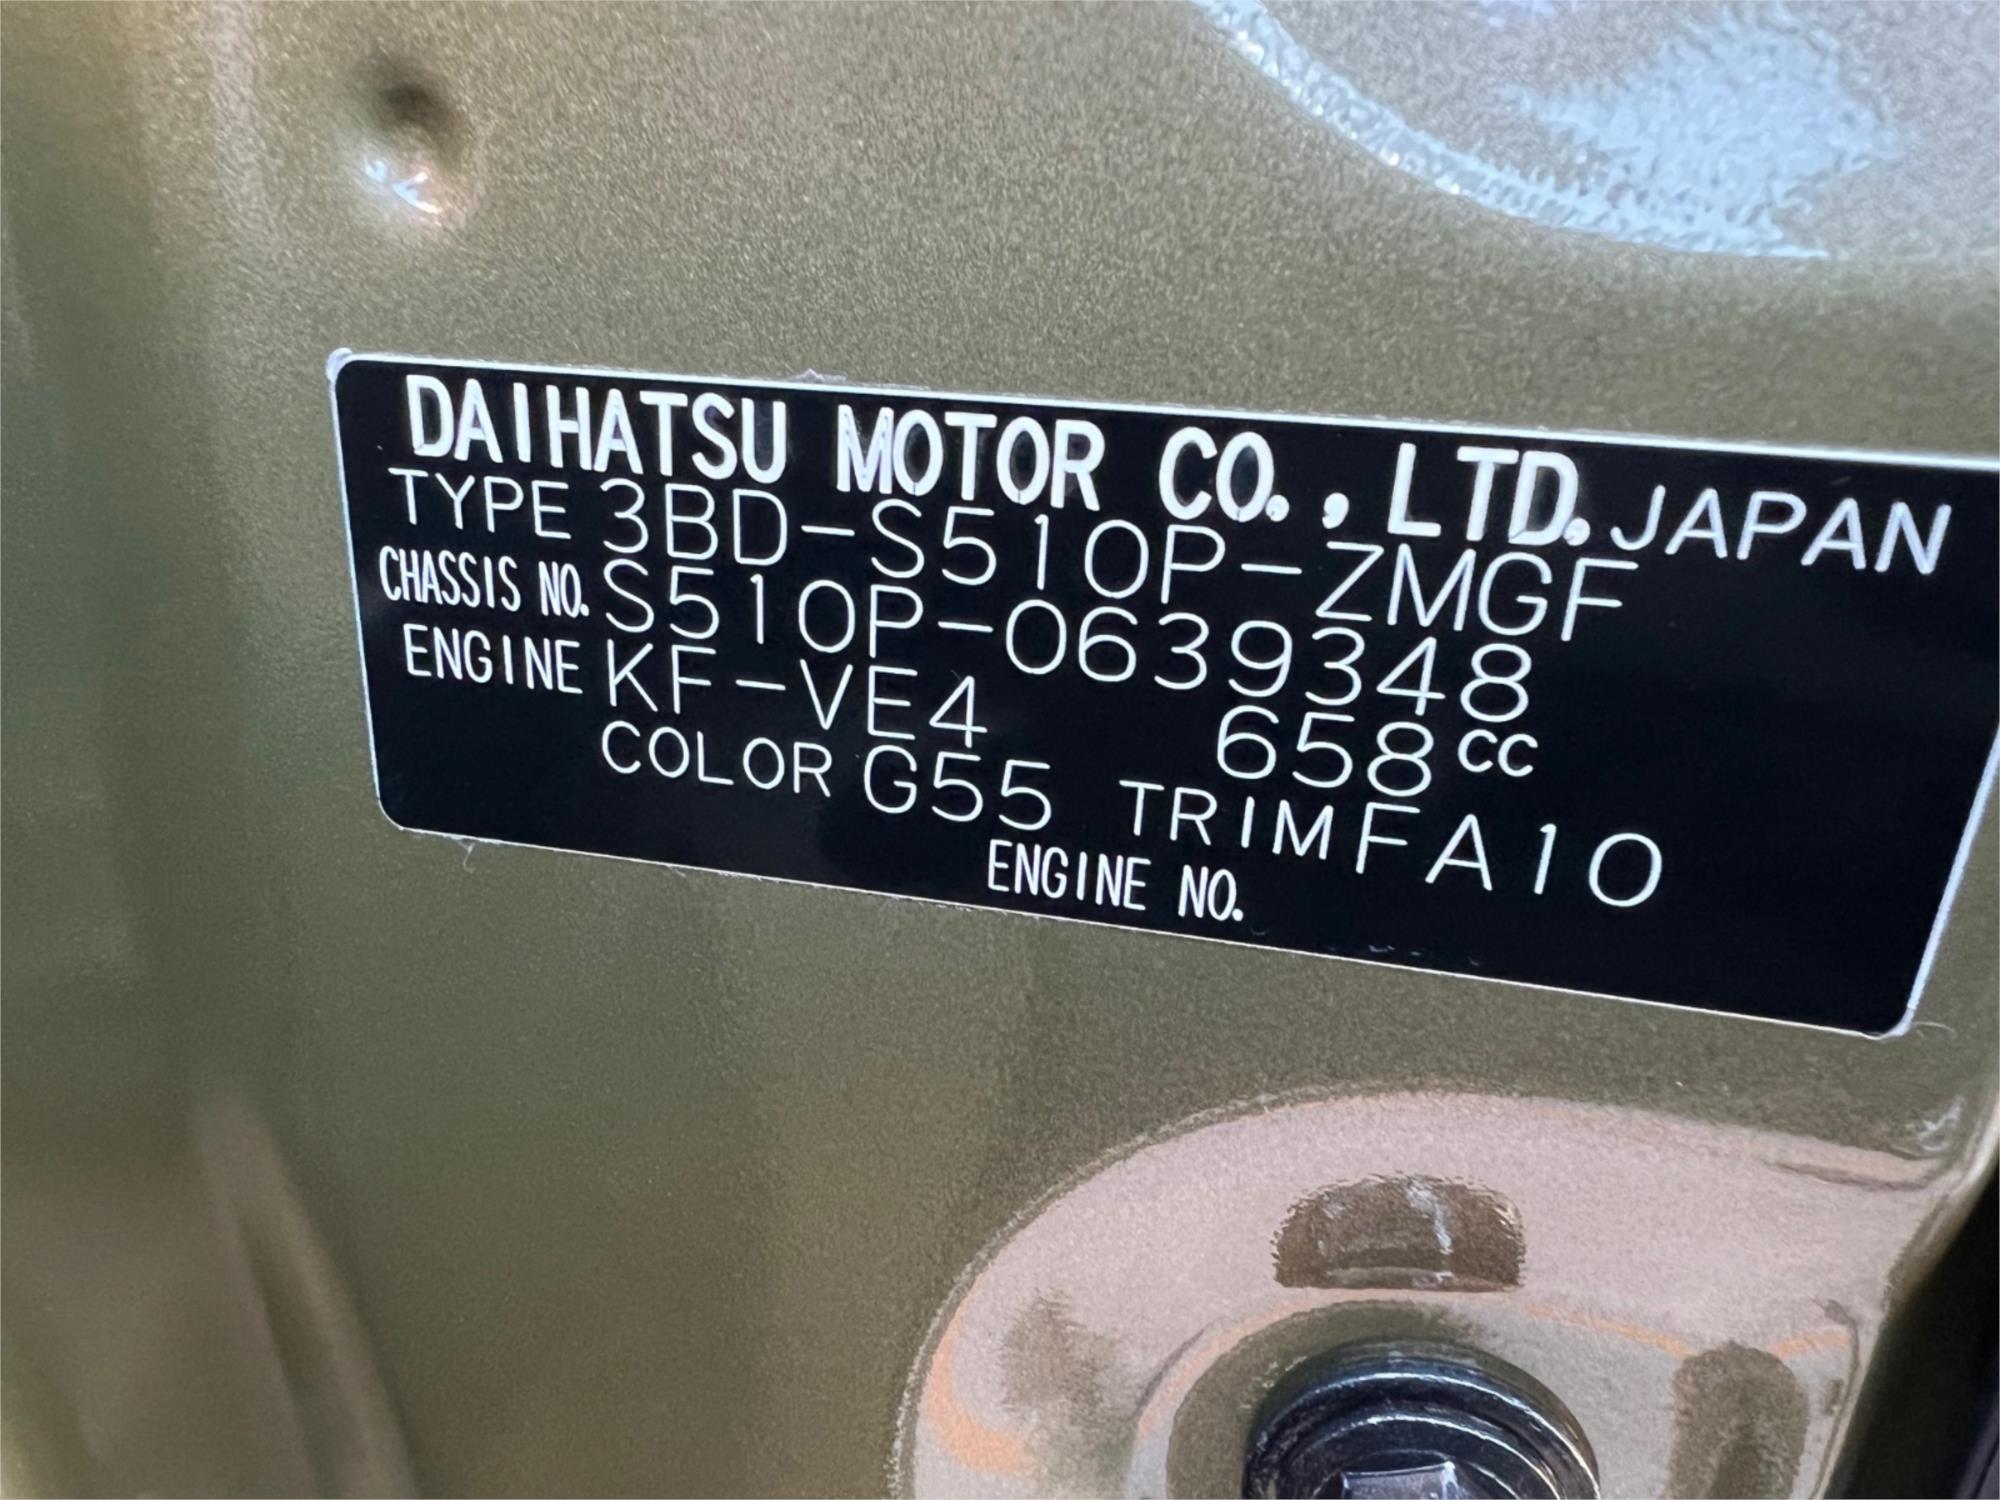 DAIHATSU MOTOR CO., LTD. JAPAN
TYPE 3BD-S510P-ZMGF
CHASSIS NO. S510P-0639348
ENGINE KF-VE4 658CC
COLOR G55 TRIM FA10
ENGINE NO.